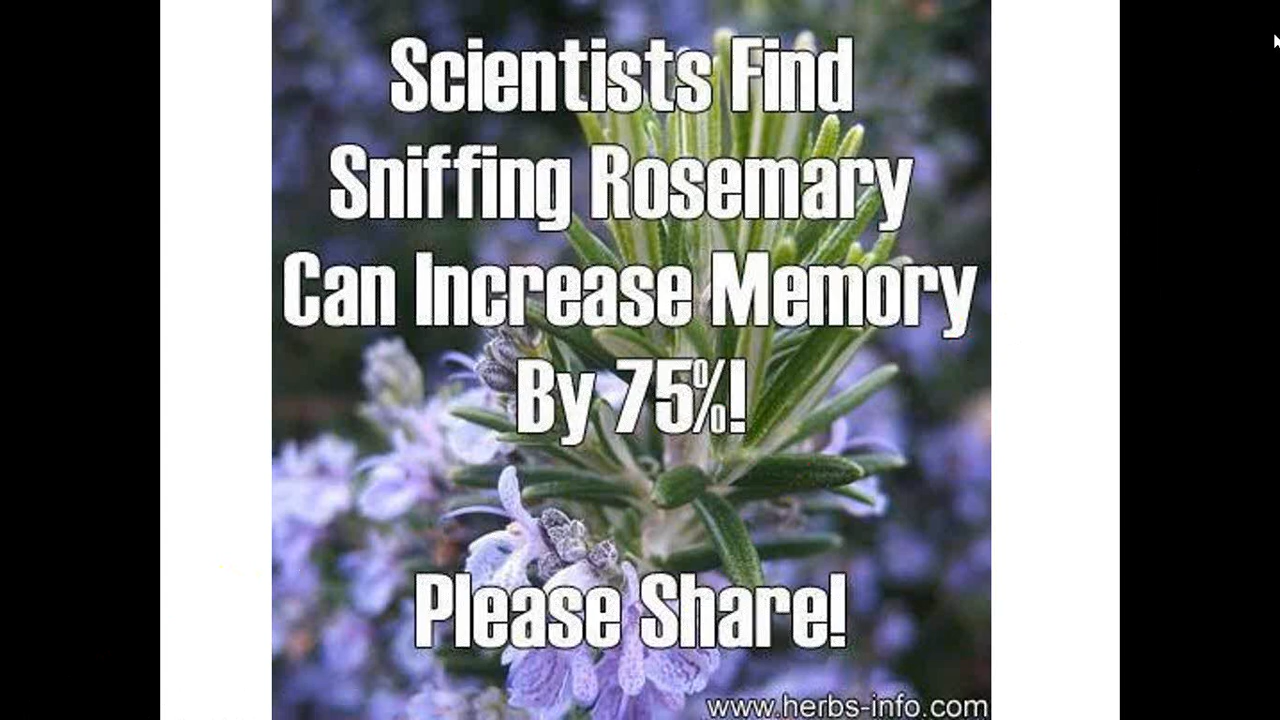 Scientists Find
Sniffing Rosemary
Can Increase Memory
By 75%!
Please Share!
www.herbs-info.com